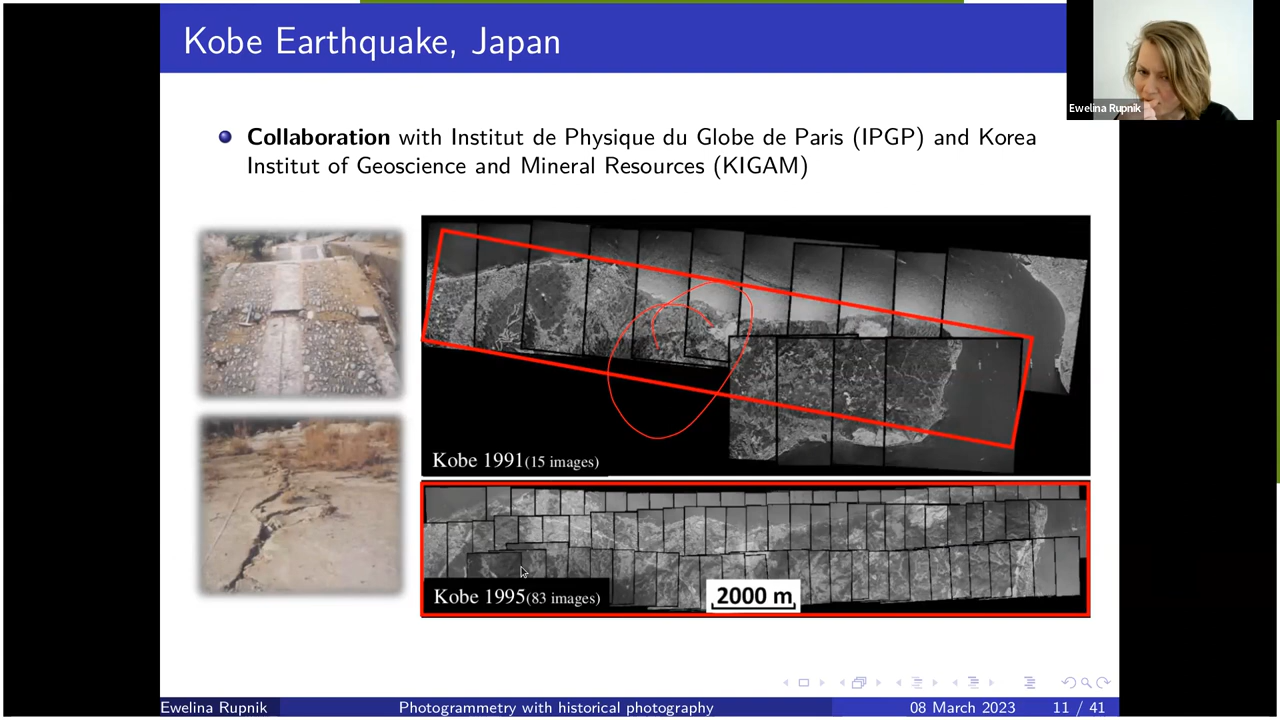 Kobe Earthquake, Japan
Ewelina Rupnik
Collaboration with Institut de Physique du Globe de Paris (IPGP) and Korea
Institut of Geoscience and Mineral Resources (KIGAM)
Kobe 1991(15 images)
Kobe 1995(83 images)
2000 m
Ewelina Rupnik
Photogrammetry with historical photography
08 March 2023
11 / 41